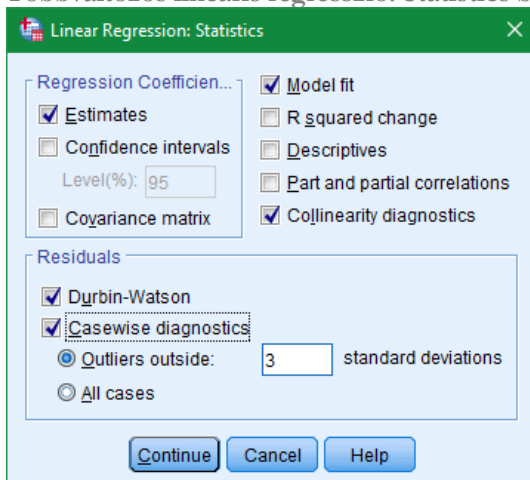 Linear Regression: Statistics
Regression Coefficien...
Estimates
Confidence intervals
Level(%): 95
Covariance matrix
Model fit
R squared change
Descriptives
Part and partial correlations
Collinearity diagnostics
Residuals
Durbin-Watson
Casewise diagnostics
Outliers outside: 3 standard deviations
All cases
Continue Cancel Help